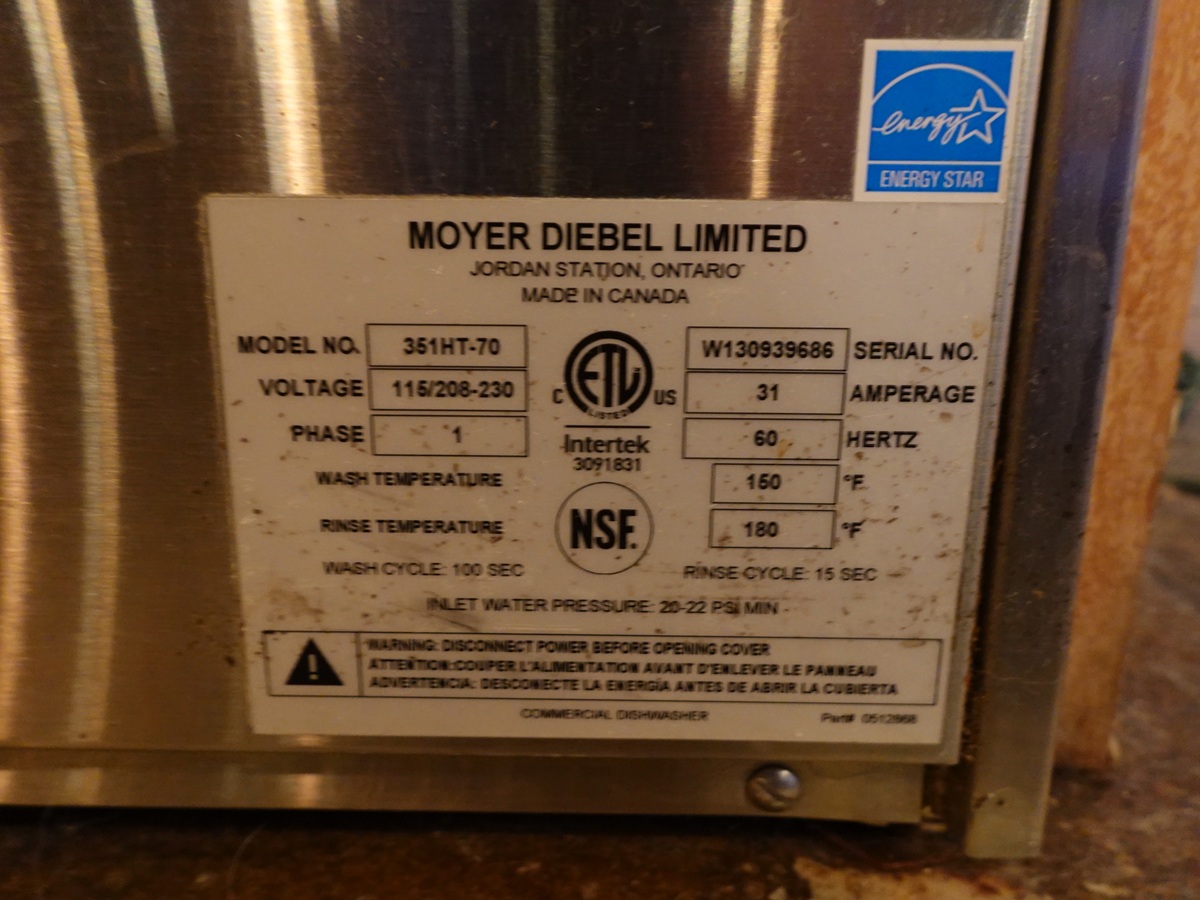 energy
ENERGY STAR
MOYER DIEBEL LIMITED
JORDAN STATION, ONTARIO
MADE IN CANADA
MODEL NO. 351HT-70 W130939686 SERIAL NO.
VOLTAGE 115/208-230 31 AMPERAGE
PHASE 1 60 HERTZ
C ETL US
LISTED
Intertek
3091831
WASH TEMPERATURE 150 °F
RINSE TEMPERATURE 180 °F
NSF.
WASH CYCLE: 100 SEC RINSE CYCLE: 15 SEC
INLET WATER PRESSURE: 20-22 PSI MIN
WARNING: DISCONNECT POWER BEFORE OPENING COVER
ATTENTION:COUPER L'ALIMENTATION AVANT D'ENLEVER LE PANNEAU
ADVERTENCIA: DESCONECTE LA ENERGÍA ANTES DE ABRIR LA CUBIERTA
COMMERCIAL DISHWASHER Part#